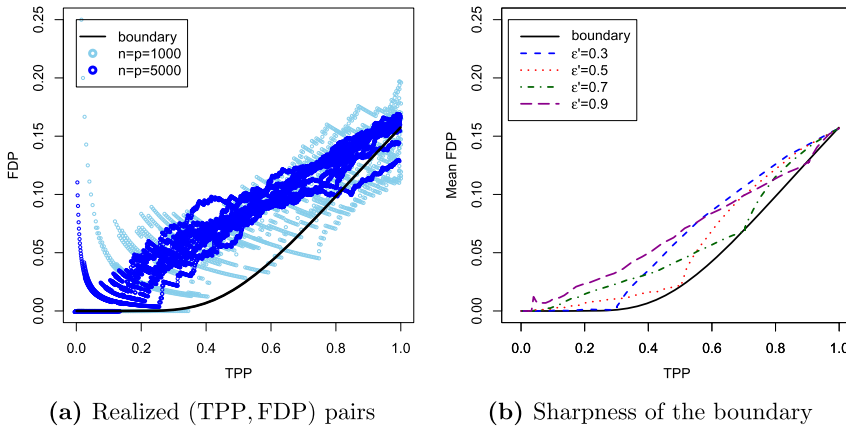 boundary
n=p=1000
n=p=5000
FDP
0.00 0.05 0.10 0.15 0.20 0.25
0.0 0.2 0.4 0.6 0.8 1.0
TPP
(a) Realized (TPP, FDP) pairs
boundary
ε'=0.3
ε'=0.5
ε'=0.7
ε'=0.9
Mean FDP
0.00 0.05 0.10 0.15 0.20 0.25
0.0 0.2 0.4 0.6 0.8 1.0
TPP
(b) Sharpness of the boundary